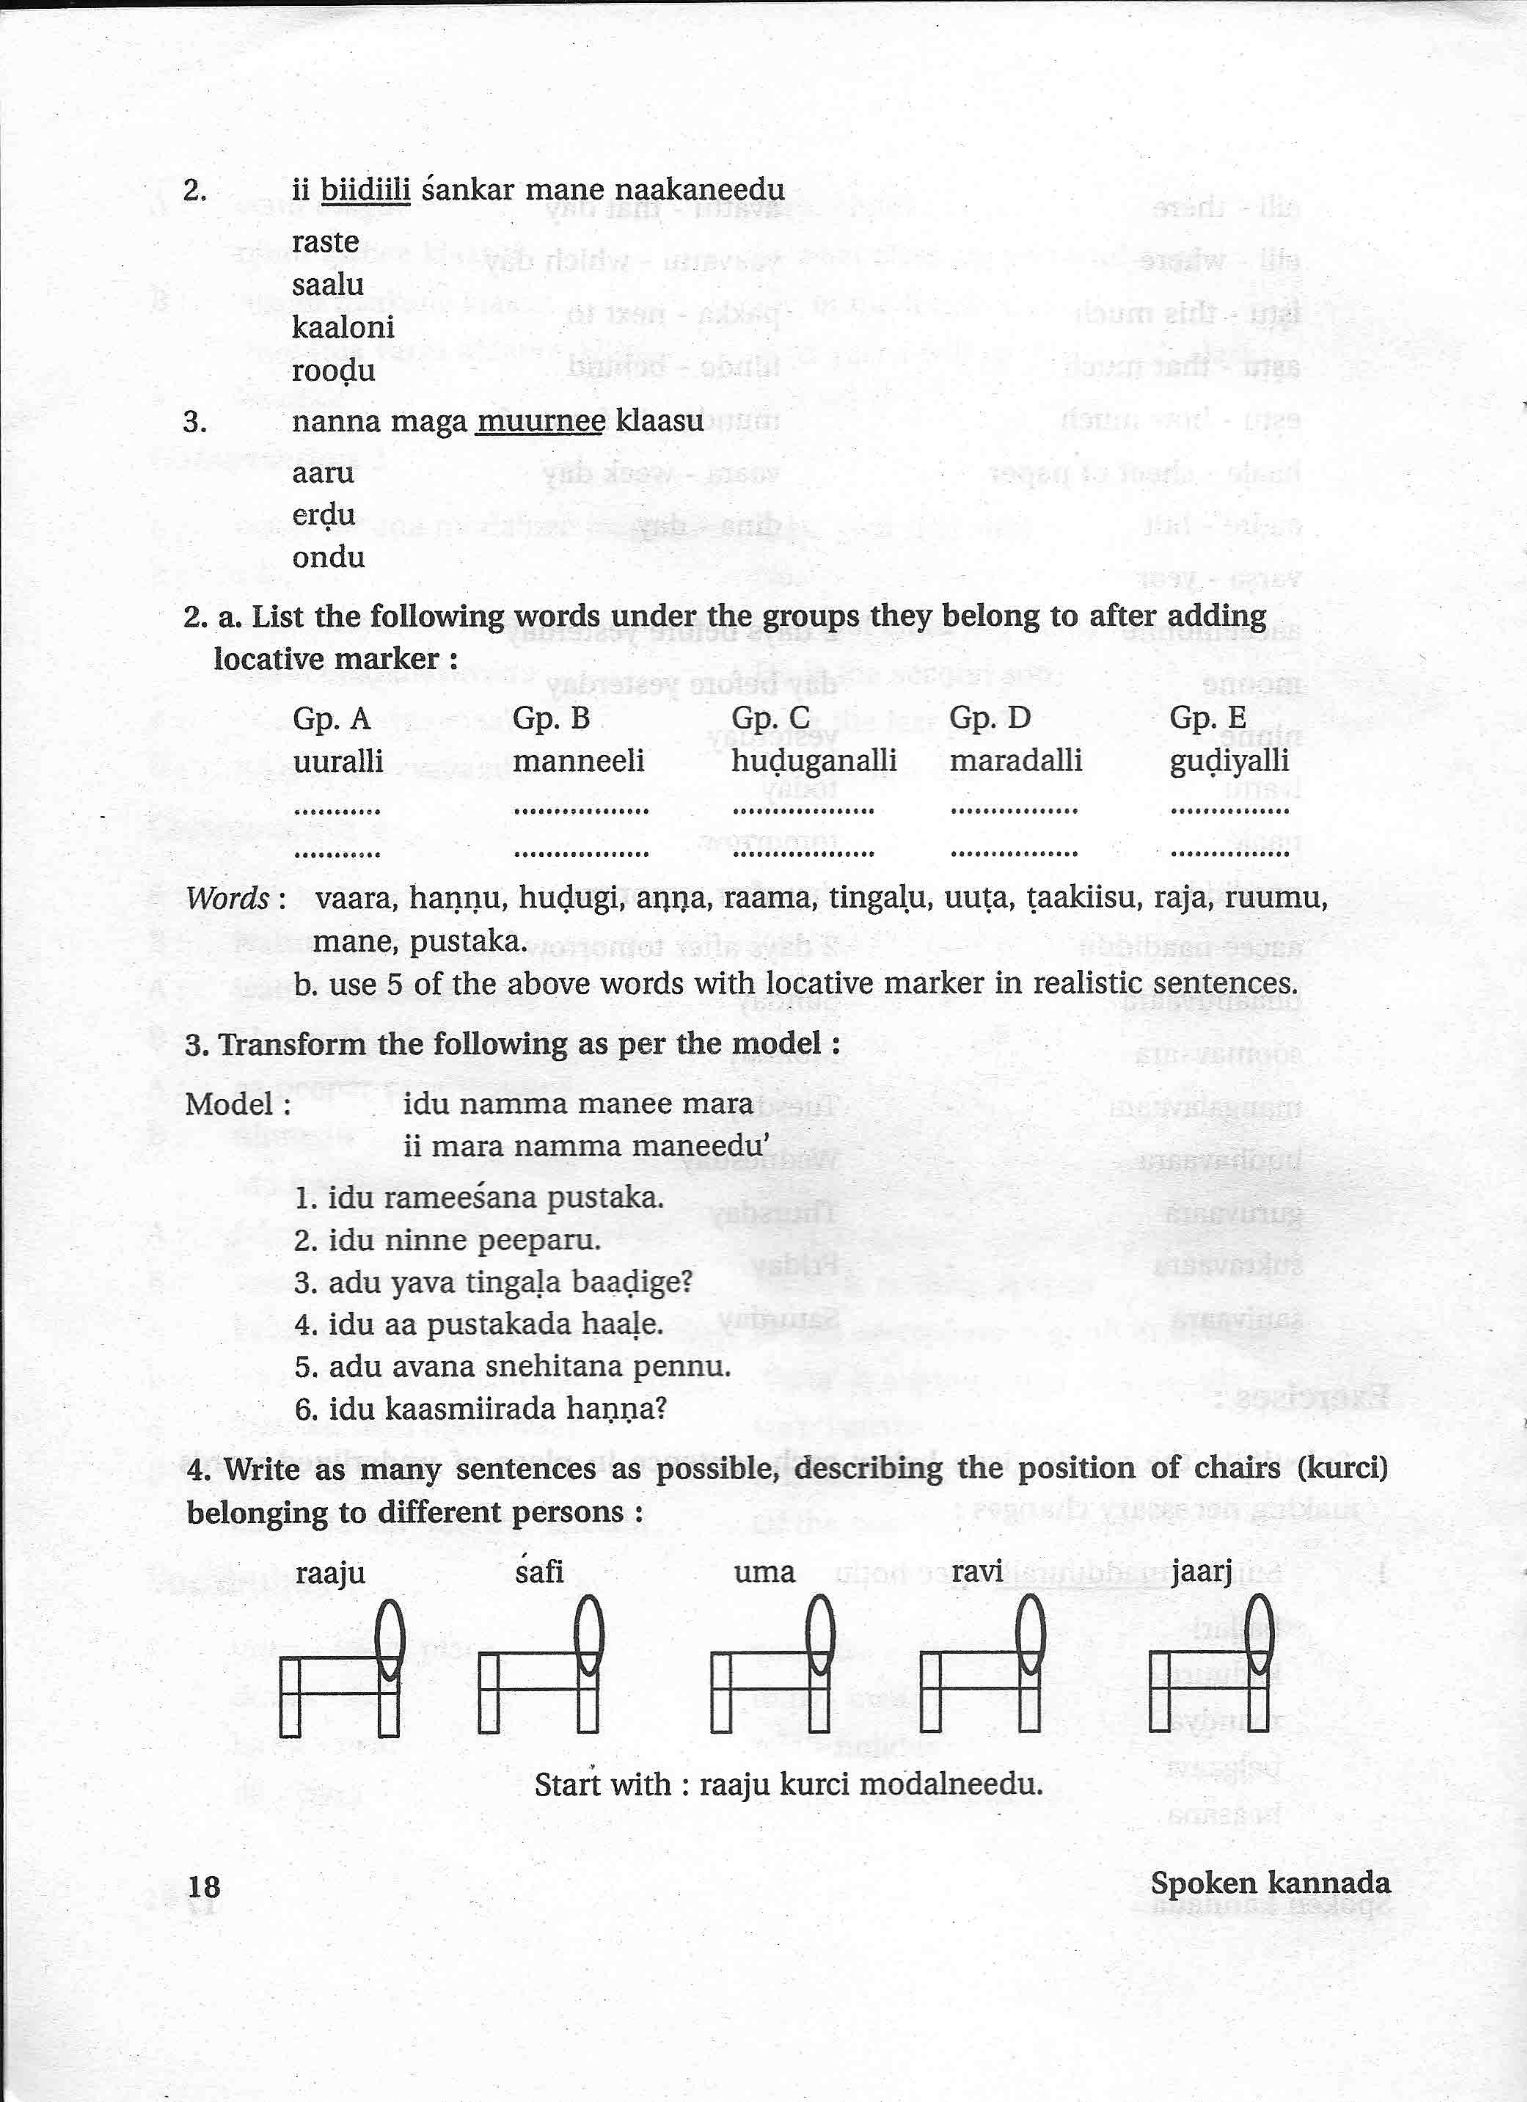 2. ii biidiili śankar mane naakaneedu
raste
saalu
kaaloni
rooḍu
3. nanna maga muurnee klaasu
aaru
erḍu
ondu
2. a. List the following words under the groups they belong to after adding
locative marker :
Gp. A Gp. B Gp. C Gp. D Gp. E
uuralli manneeli huḍuganalli maradalli guḍiyalli
........... ................. .................. ................ ...............
........... ................. .................. ................ ...............
Words : vaara, haṇṇu, huḍugi, aṇṇa, raama, tingaḷu, uuṭa, ṭaakiisu, raja, ruumu,
mane, pustaka.
b. use 5 of the above words with locative marker in realistic sentences.
3. Transform the following as per the model :
Model : idu namma manee mara
ii mara namma maneedu'
1. idu rameeśana pustaka.
2. idu ninne peeparu.
3. adu yava tingaḷa baaḍige?
4. idu aa pustakada haaḷe.
5. adu avana snehitana pennu.
6. idu kaasmiirada haṇṇa?
4. Write as many sentences as possible, describing the position of chairs (kurci)
belonging to different persons :
raaju śafi uma ravi jaarj
Start with : raaju kurci modalneedu.
18 Spoken kannada